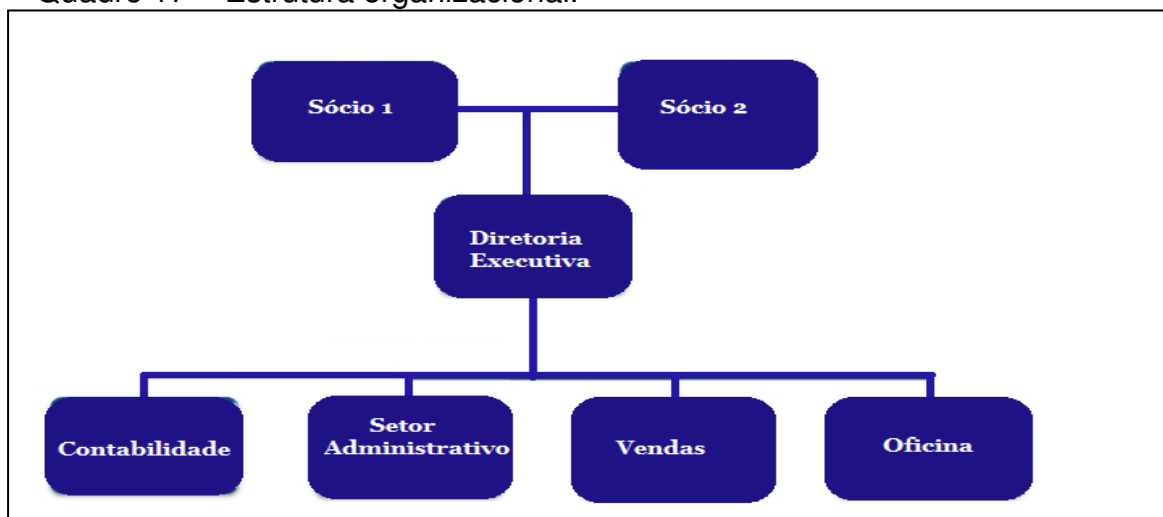 Quadro 17 – Estrutura organizacional.
Sócio 1
Sócio 2
Diretoria
Executiva
Contabilidade
Setor
Administrativo
Vendas
Oficina